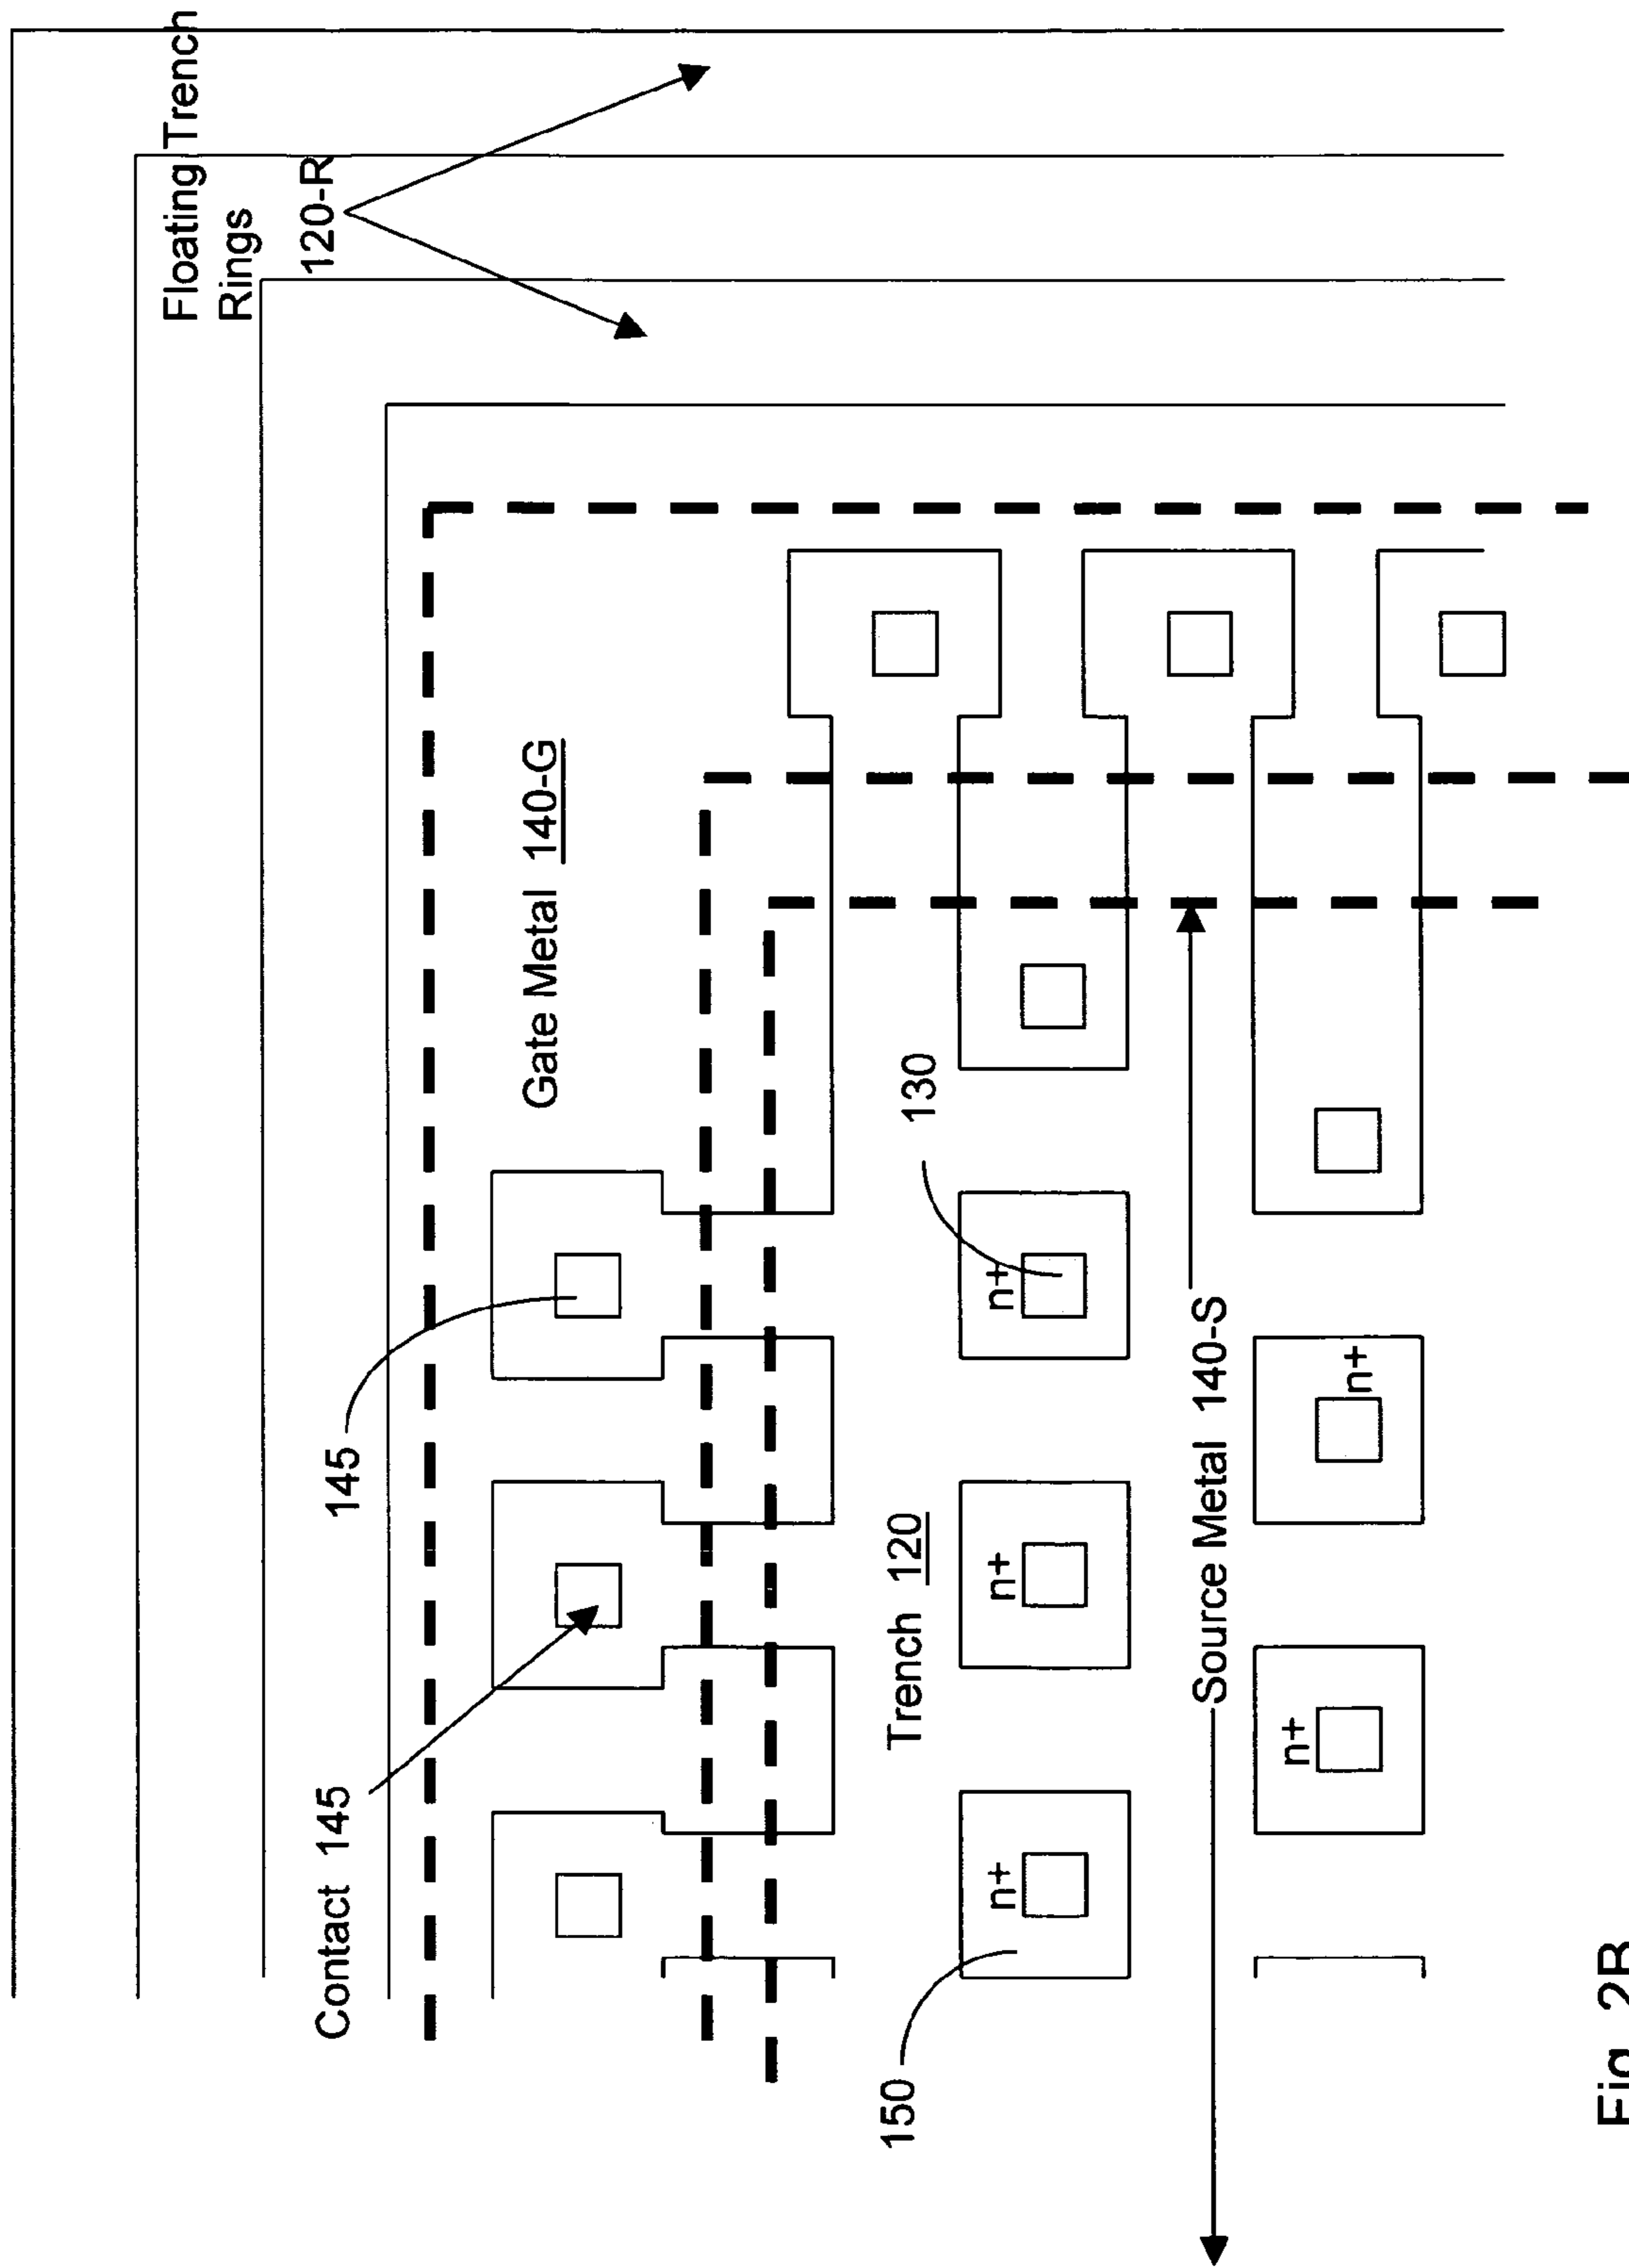 Floating Trench
Rings
120-R
Contact 145
145
Gate Metal 140-G
150
Trench 120
130
n+
n+
n+
Source Metal 140-S
n+
n+
Fig. 2B